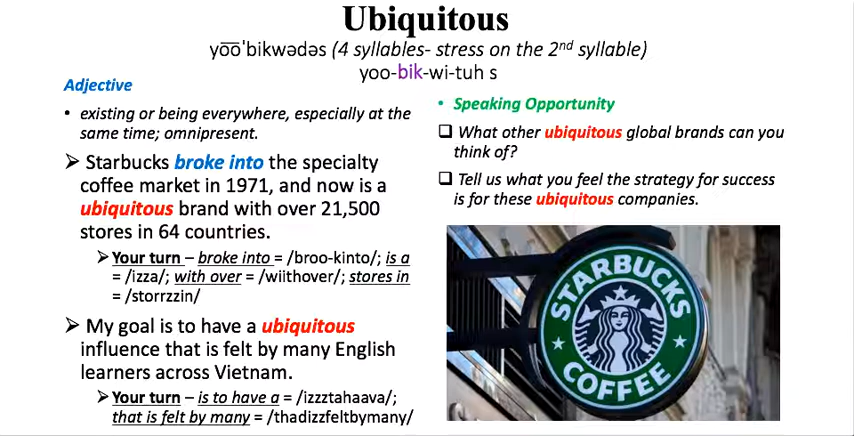 Ubiquitous
yo͞oˈbikwədəs (4 syllables- stress on the 2nd syllable)
yoo-bik-wi-tuh s
Adjective
• existing or being everywhere, especially at the
same time; omnipresent.
➢ Starbucks broke into the specialty
coffee market in 1971, and now is a
ubiquitous brand with over 21,500
stores in 64 countries.
➢ Your turn – broke into = /broo-kinto/; is a
= /izza/; with over = /wiithover/; stores in
= /storrzzin/
➢ My goal is to have a ubiquitous
influence that is felt by many English
learners across Vietnam.
➢ Your turn – is to have a = /izzztahaava/;
that is felt by many = /thadizzfeltbymany/
• Speaking Opportunity
❑ What other ubiquitous global brands can you
think of?
❑ Tell us what you feel the strategy for success
is for these ubiquitous companies.
STARBUCKS
COFFEE